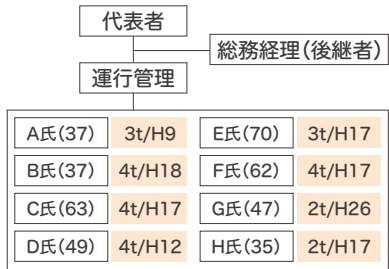 代表者
総務経理(後継者)
運行管理
A氏(37) 3t/H9 E氏(70) 3t/H17
B氏(37) 4t/H18 F氏(62) 4t/H17
C氏(63) 4t/H17 G氏(47) 2t/H26
D氏(49) 4t/H12 H氏(35) 2t/H17